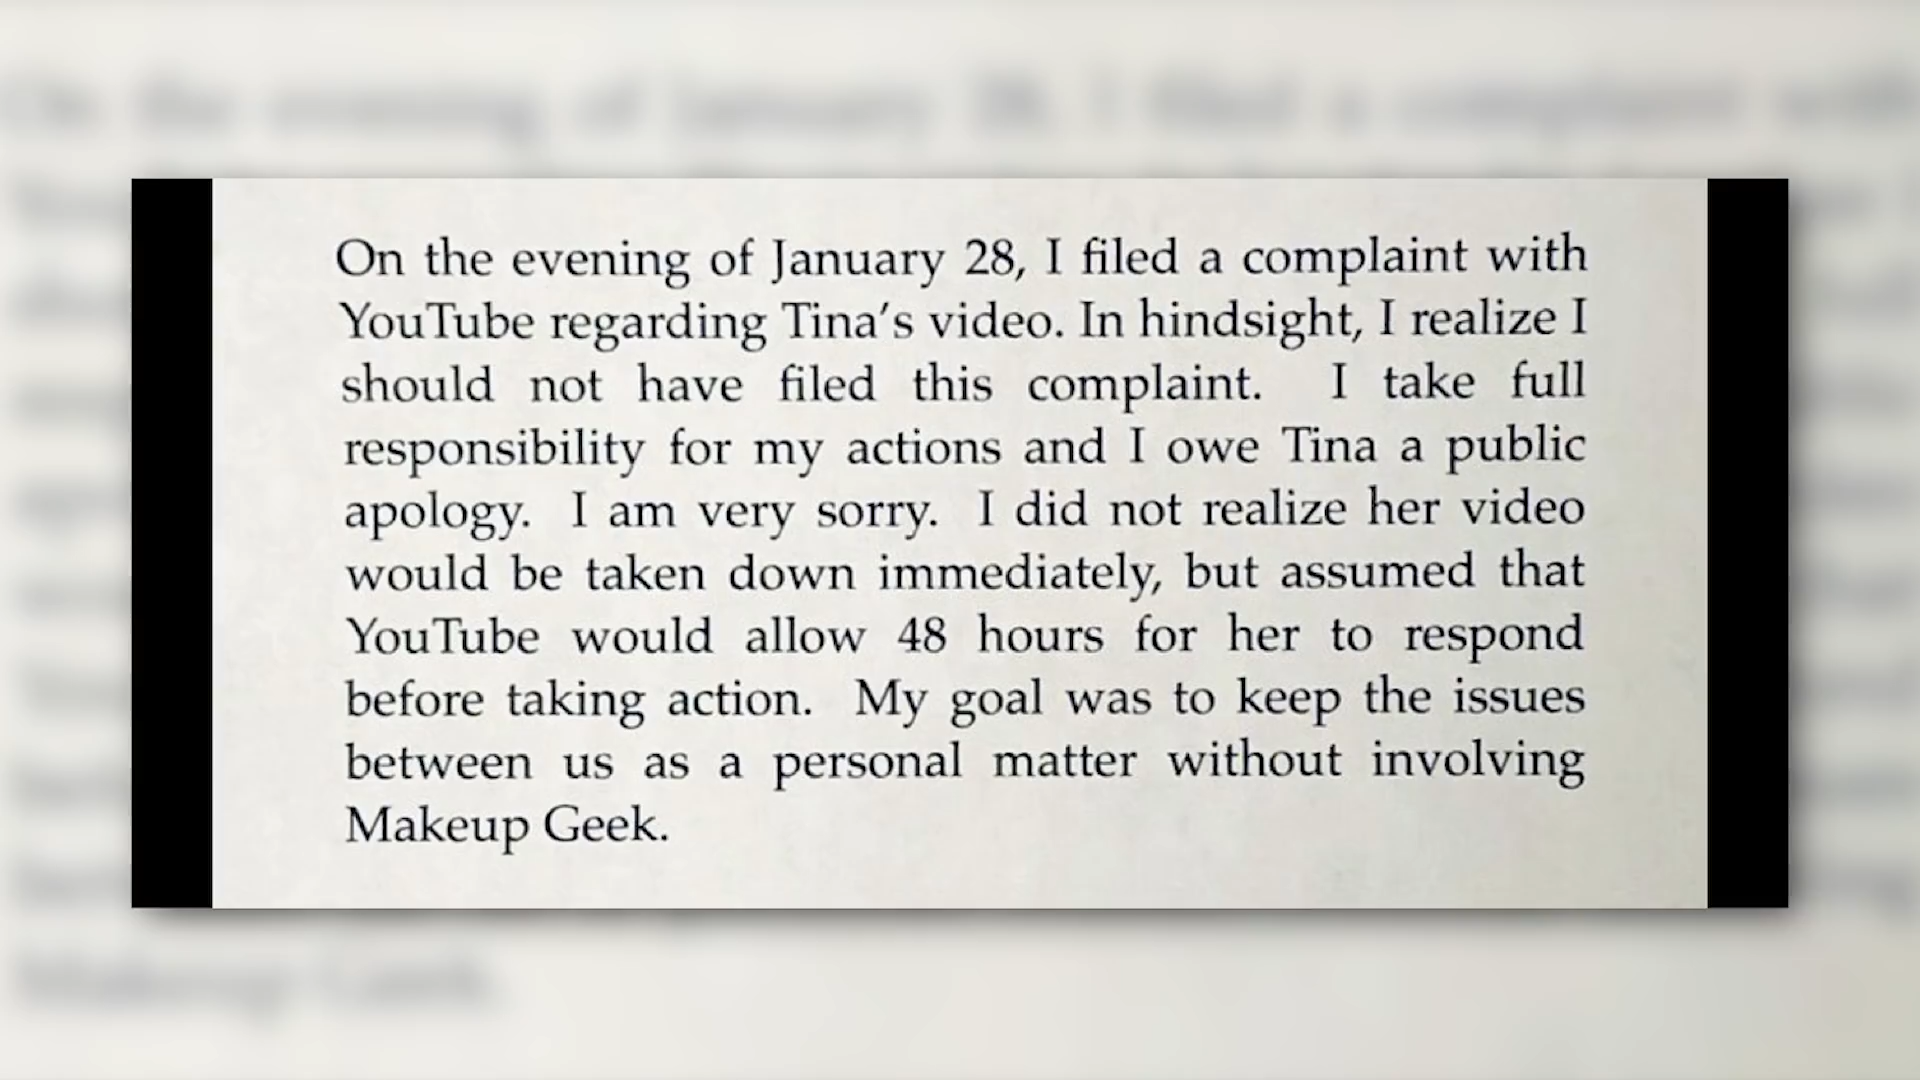 On the evening of January 28, I filed a complaint with
YouTube regarding Tina’s video. In hindsight, I realize I
should not have filed this complaint. I take full
responsibility for my actions and I owe Tina a public
apology. I am very sorry. I did not realize her video
would be taken down immediately, but assumed that
YouTube would allow 48 hours for her to respond
before taking action. My goal was to keep the issues
between us as a personal matter without involving
Makeup Geek.